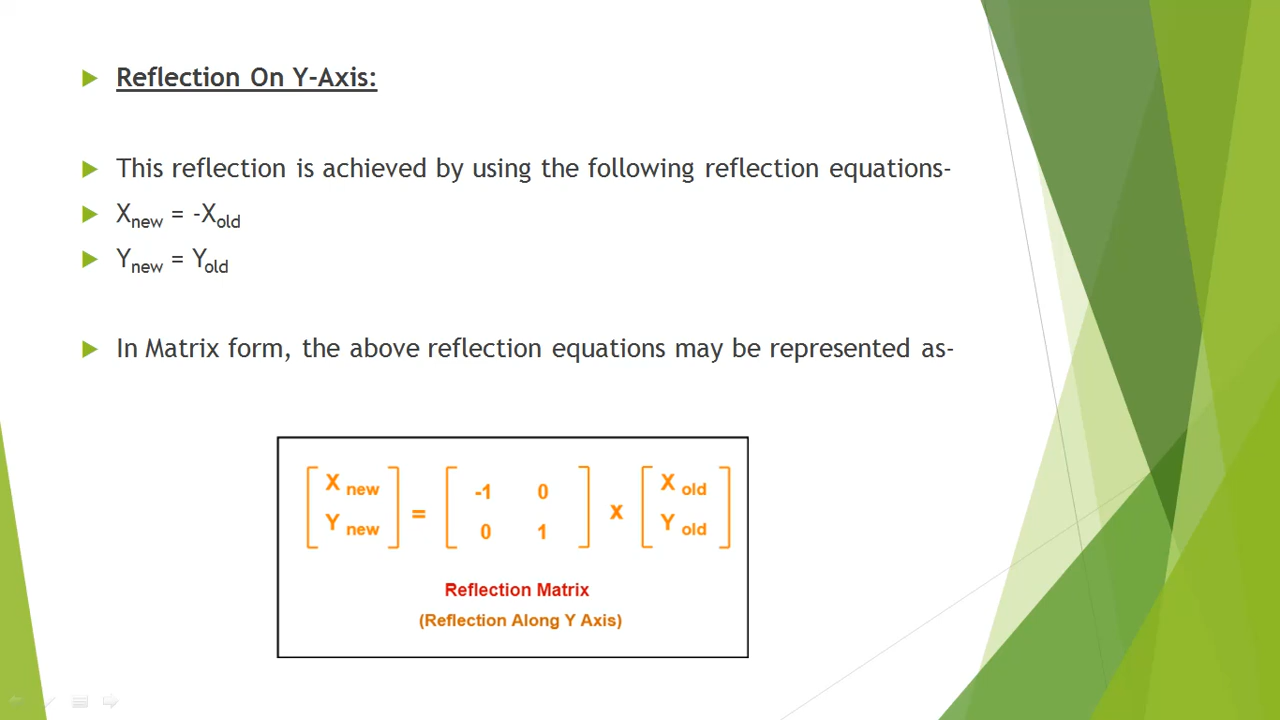 Reflection On Y-Axis:
This reflection is achieved by using the following reflection equations-
Xnew = -Xold
Ynew = Yold
In Matrix form, the above reflection equations may be represented as-
X new
Y new
=
-1 0
0 1
x
X old
Y old
Reflection Matrix
(Reflection Along Y Axis)